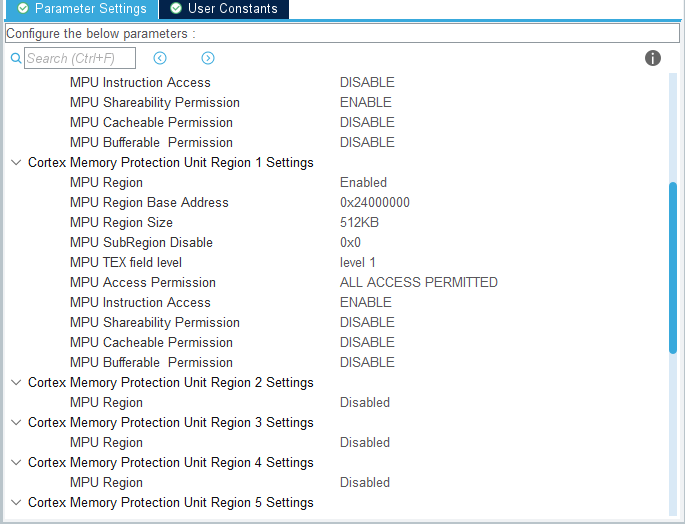 Parameter Settings User Constants
Configure the below parameters :
Search (Ctrl+F)
MPU Instruction Access DISABLE
MPU Shareability Permission ENABLE
MPU Cacheable Permission DISABLE
MPU Bufferable Permission DISABLE
Cortex Memory Protection Unit Region 1 Settings
MPU Region Enabled
MPU Region Base Address 0x24000000
MPU Region Size 512KB
MPU SubRegion Disable 0x0
MPU TEX field level level 1
MPU Access Permission ALL ACCESS PERMITTED
MPU Instruction Access ENABLE
MPU Shareability Permission DISABLE
MPU Cacheable Permission DISABLE
MPU Bufferable Permission DISABLE
Cortex Memory Protection Unit Region 2 Settings
MPU Region Disabled
Cortex Memory Protection Unit Region 3 Settings
MPU Region Disabled
Cortex Memory Protection Unit Region 4 Settings
MPU Region Disabled
Cortex Memory Protection Unit Region 5 Settings